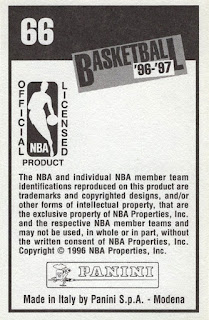 66
BASKETBALL
'96-'97
OFFICIAL
LICENSED
NBA
PRODUCT
The NBA and individual NBA member team
identifications reproduced on this product are
trademarks and copyrighted designs, and/or
other forms of intellectual property, that are
the exclusive property of NBA Properties, Inc.
and the respective NBA member teams and
may not be used, in whole or in part, without
the written consent of NBA Properties, Inc.
Copyright © 1996 NBA Properties, Inc.
PANINI
Made in Italy by Panini S.p.A. - Modena